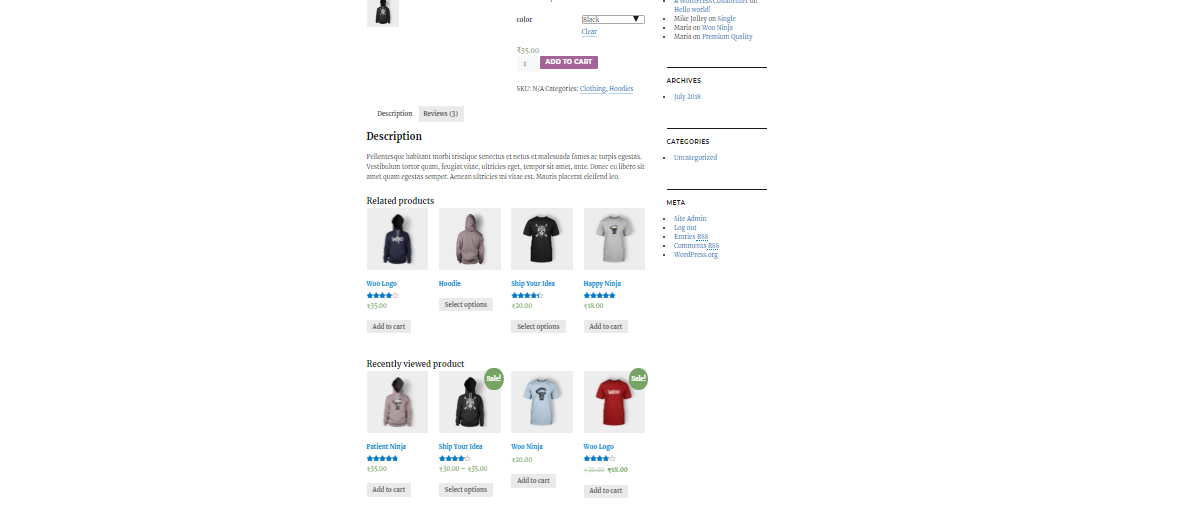 color
Black
Clear
₹35.00
1
ADD TO CART
SKU: N/A Categories: Clothing, Hoodies
Description
Reviews (3)
Description
Pellentesque habitant morbi tristique senectus et netus et malesuada fames ac turpis egestas.
Vestibulum tortor quam, feugiat vitae, ultricies eget, tempor sit amet, ante. Donec eu libero sit
amet quam egestas semper. Aenean ultricies mi vitae est. Mauris placerat eleifend leo.
Related products
Woo Logo
₹35.00
Add to cart
Hoodie
Select options
Ship Your Idea
₹20.00
Select options
Happy Ninja
₹18.00
Add to cart
Recently viewed product
Patient Ninja
₹35.00
Add to cart
Sale!
Ship Your Idea
₹30.00 – ₹35.00
Select options
Woo Ninja
₹20.00
Add to cart
Sale!
Woo Logo
₹20.00 ₹18.00
Add to cart
A WordPress Commenter on
Hello world!
Mike Jolley on Single
Maria on Woo Ninja
Maria on Premium Quality
ARCHIVES
July 2018
CATEGORIES
Uncategorized
META
Site Admin
Log out
Entries RSS
Comments RSS
WordPress.org